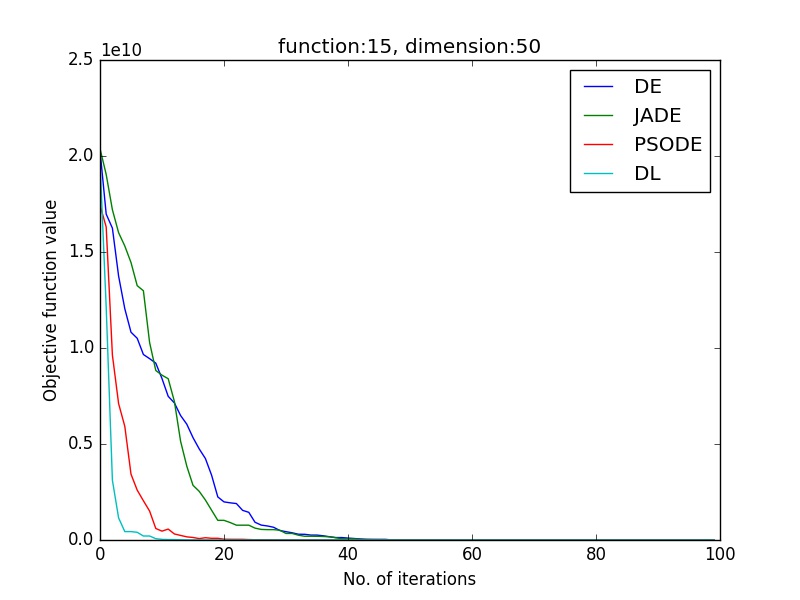 function:15, dimension:50
1e10
2.5
2.0
1.5
1.0
0.5
0.0
Objective function value
DE
JADE
PSODE
DL
0 20 40 60 80 100
No. of iterations